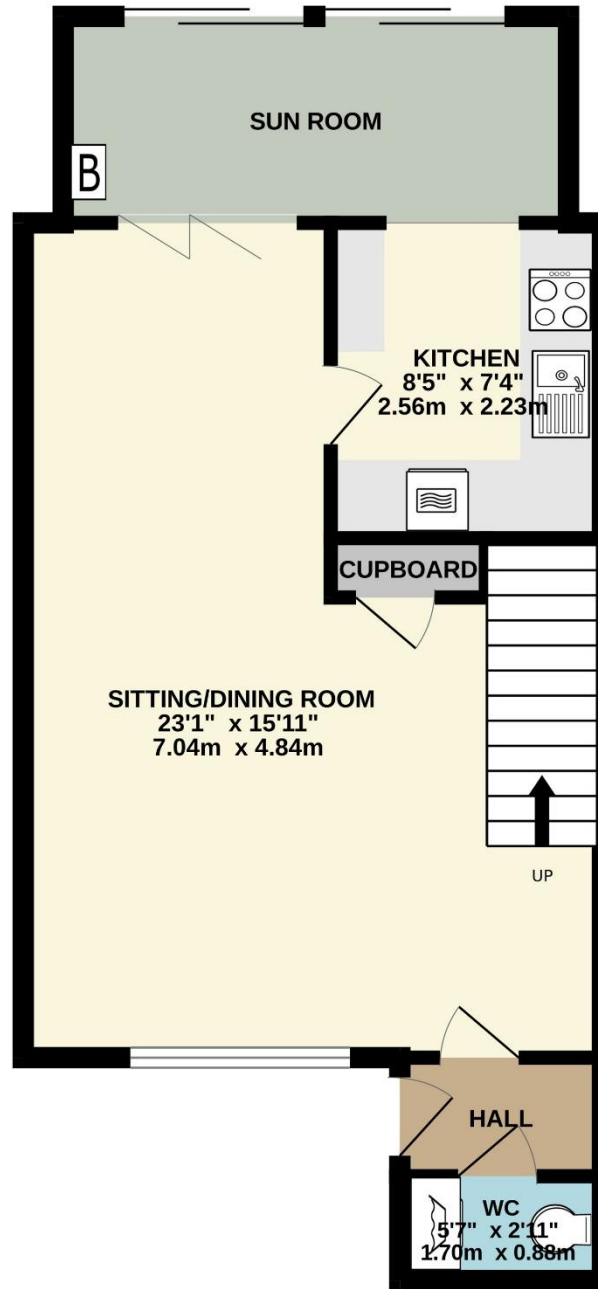 SUN ROOM
B
KITCHEN
8'5" x 7'4"
2.56m x 2.23m
CUPBOARD
SITTING/DINING ROOM
23'1" x 15'11"
7.04m x 4.84m
UP
HALL
WC
5'7" x 2'11"
1.70m x 0.88m